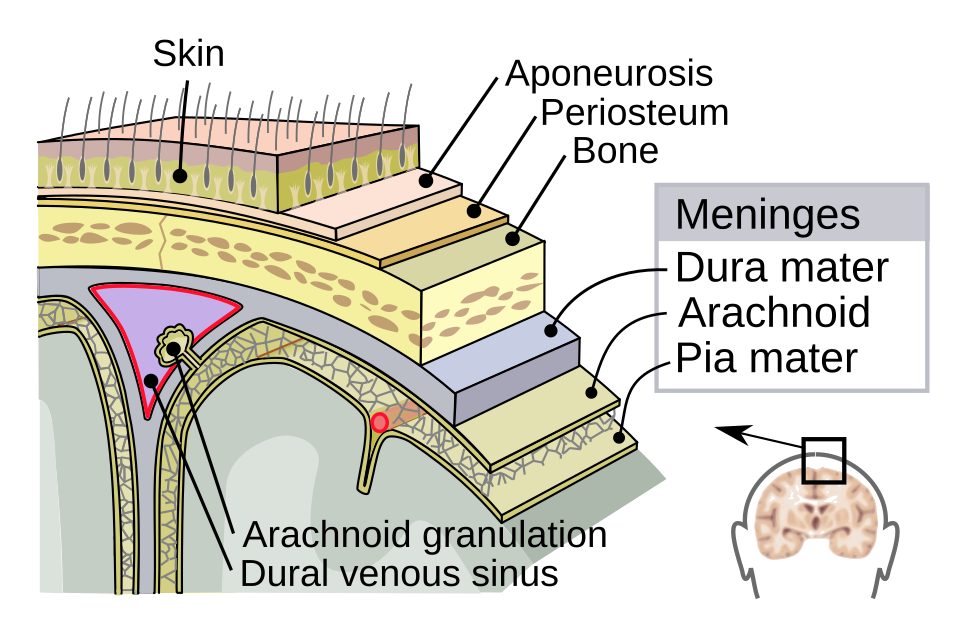 Skin
Aponeurosis
Periosteum
Bone
Meninges
Dura mater
Arachnoid
Pia mater
Arachnoid granulation
Dural venous sinus